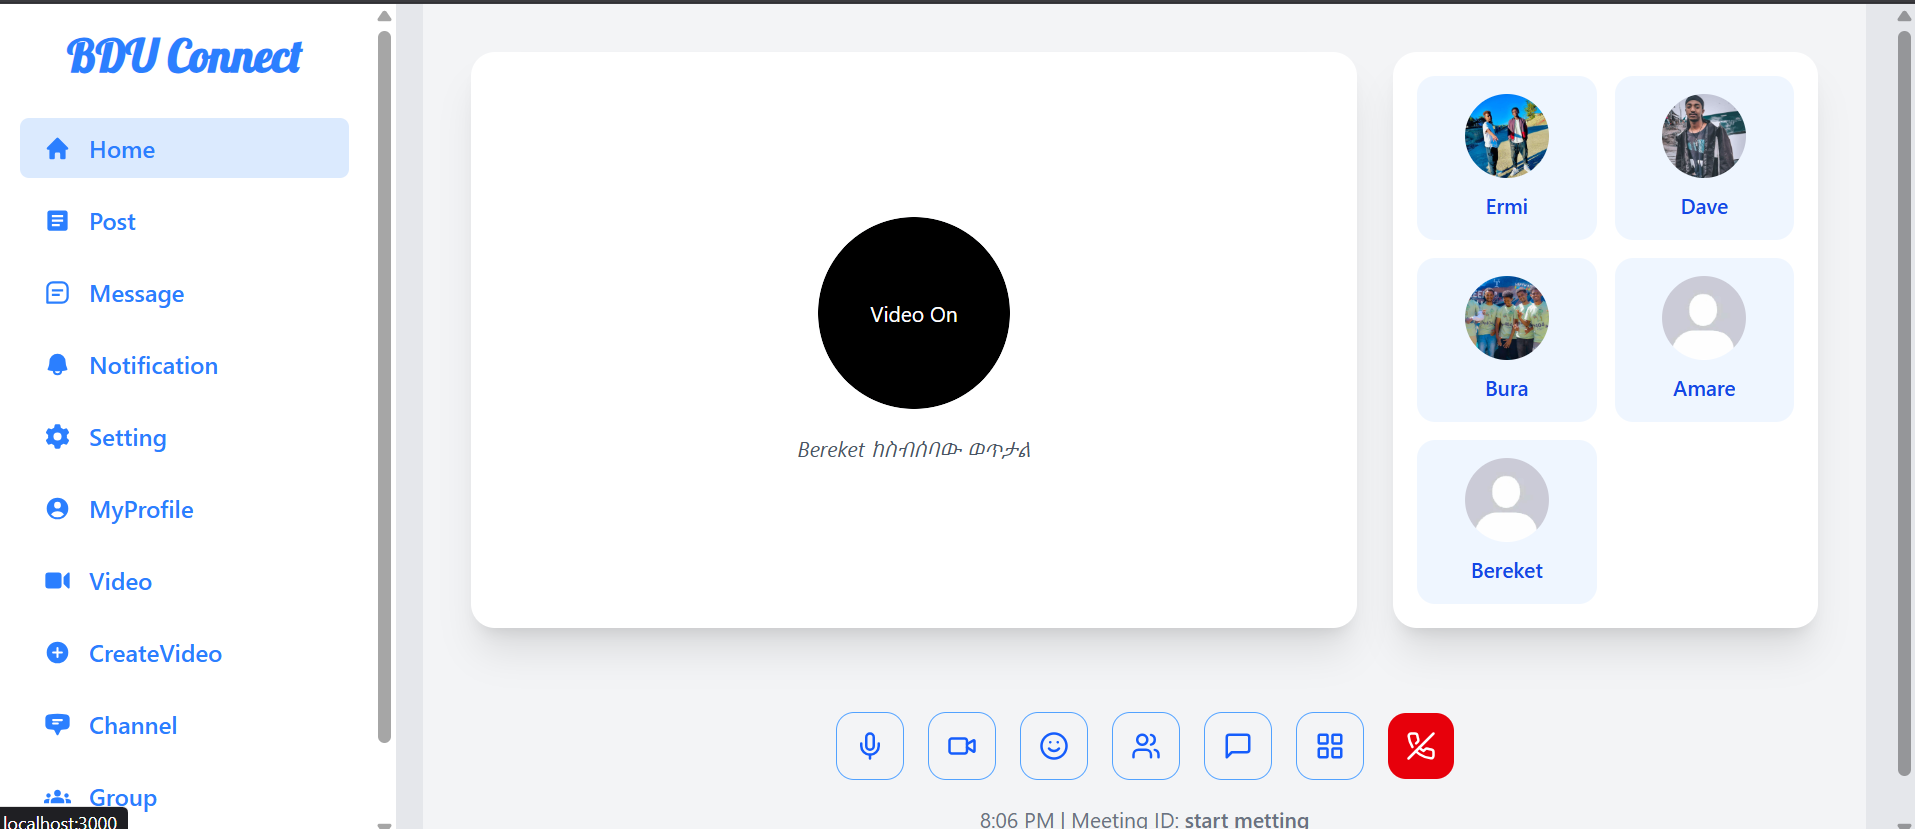 BDU Connect
Home
Post
Message
Notification
Setting
MyProfile
Video
CreateVideo
Channel
Group
localhost:3000
Video On
Bereket ከስብሰባው ወጥታል
Ermi
Dave
Bura
Amare
Bereket
8:06 PM | Meeting ID: start metting